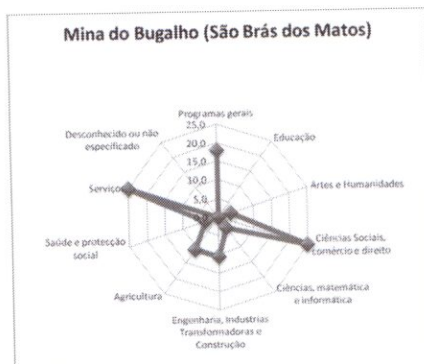 Mina do Bugalho (São Brás dos Matos)
Programas gerais
25,0
20,0
15,0
10,0
5,0
Educação
Artes e Humanidades
Ciências Sociais,
comércio e direito
Ciências, matemática
e informática
Engenharia, Industrias
Transformadoras e
Construção
Agricultura
Saúde e protecção
social
Serviço
Desconhecido ou não
especificado